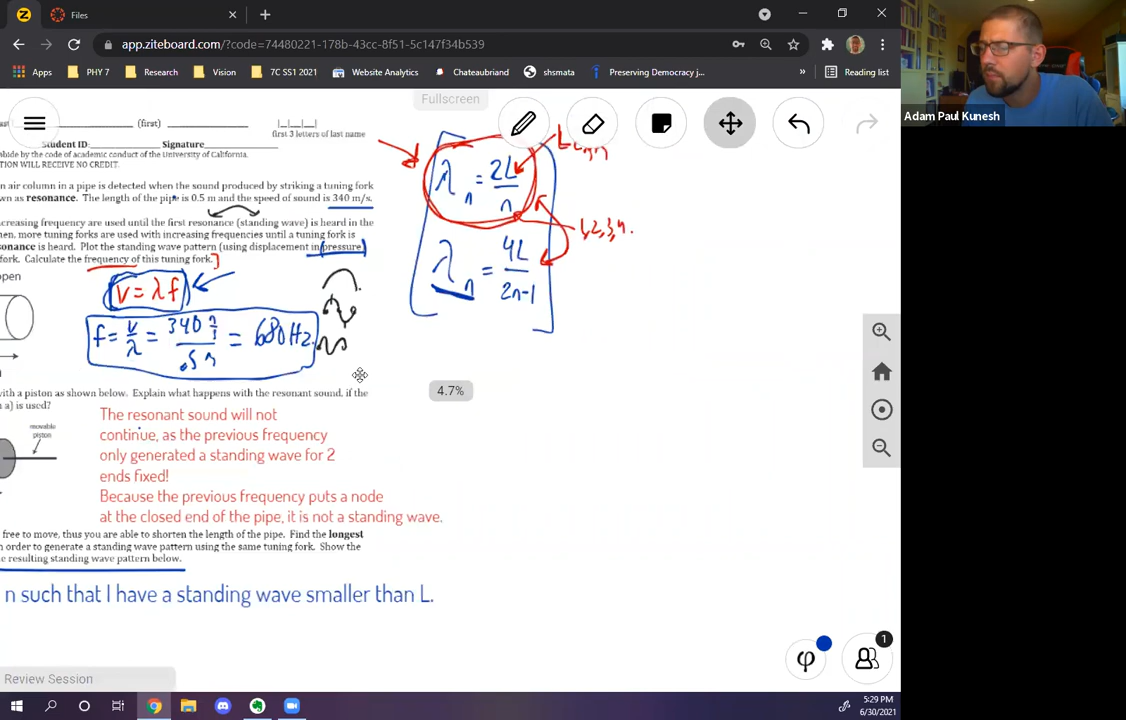 Files
app.ziteboard.com/?code=74480221-178b-43cc-8f51-5c147f34b539
Apps
PHY 7
Research
Vision
7C SS1 2021
Website Analytics
Chateaubriand
shsmata
Preserving Democracy j...
»
Reading list
Adam Paul Kunesh
Fullscreen
(first)
|_|__|__|
first 3 letters of last name
Student ID: Signature
abide by the code of academic conduct of the University of California.
TION WILL RECEIVE NO CREDIT.
n air column in a pipe is detected when the sound produced by striking a tuning fork
wn as resonance. The length of the pipe is 0.5 m and the speed of sound is 340 m/s.
creasing frequency are used until the first resonance (standing wave) is heard in the
en, more tuning forks are used with increasing frequencies until a tuning fork is
sonance is heard. Plot the standing wave pattern (using displacement in pressure)
fork. Calculate the frequency of this tuning fork.]
open
v = λf
f = v/λ = 340 / .5 = 680 Hz.
λn = 2L/n
1,2,3,4.
λn = 4L/2n-1
4.7%
with a piston as shown below. Explain what happens with the resonant sound, if the
n a) is used?
movable
piston
The resonant sound will not
continue, as the previous frequency
only generated a standing wave for 2
ends fixed!
Because the previous frequency puts a node
at the closed end of the pipe, it is not a standing wave.
free to move, thus you are able to shorten the length of the pipe. Find the longest
n order to generate a standing wave pattern using the same tuning fork. Show the
e resulting standing wave pattern below.
n such that I have a standing wave smaller than L.
Review Session
φ
1
5:29 PM
6/30/2021